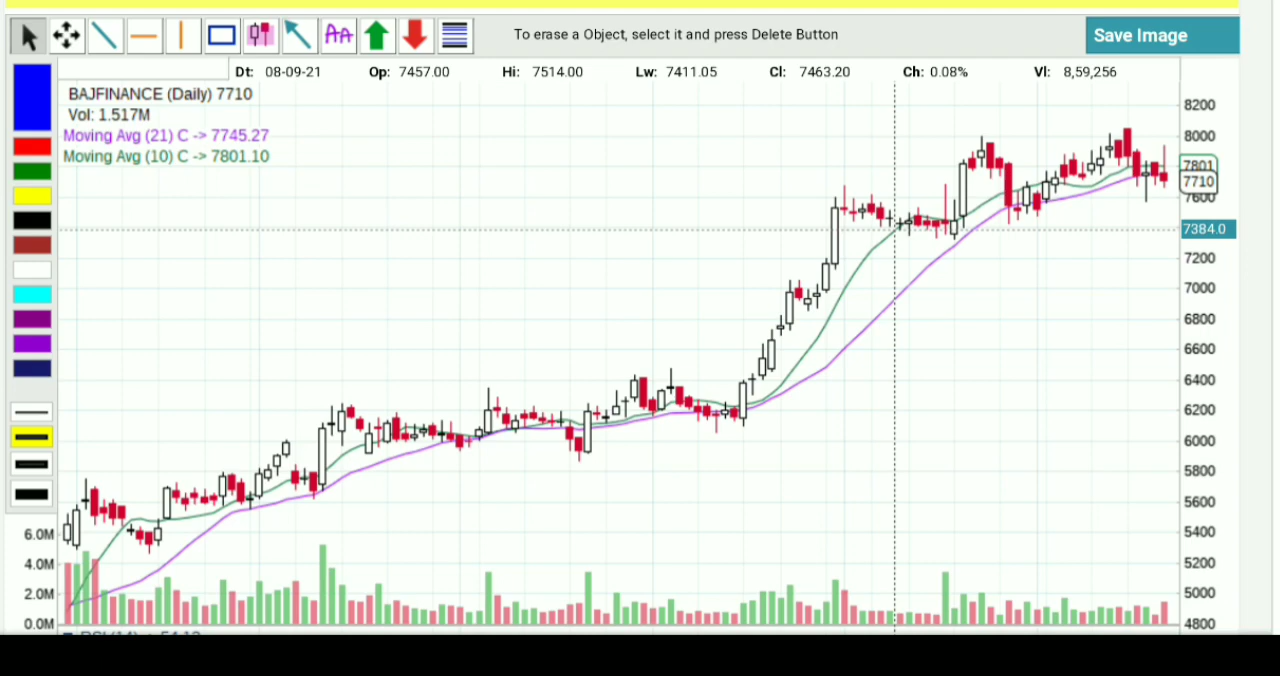 AA
To erase a Object, select it and press Delete Button
Save Image
Dt: 08-09-21 Op: 7457.00 Hi: 7514.00 Lw: 7411.05 Cl: 7463.20 Ch: 0.08% Vl: 8,59,256
BAJFINANCE (Daily) 7710
Vol: 1.517M
Moving Avg (21) C -> 7745.27
Moving Avg (10) C -> 7801.10
8200
8000
7801
7710
7600
7384.0
7200
7000
6800
6600
6400
6200
6000
5800
5600
5400
5200
5000
4800
6.0M
4.0M
2.0M
0.0M